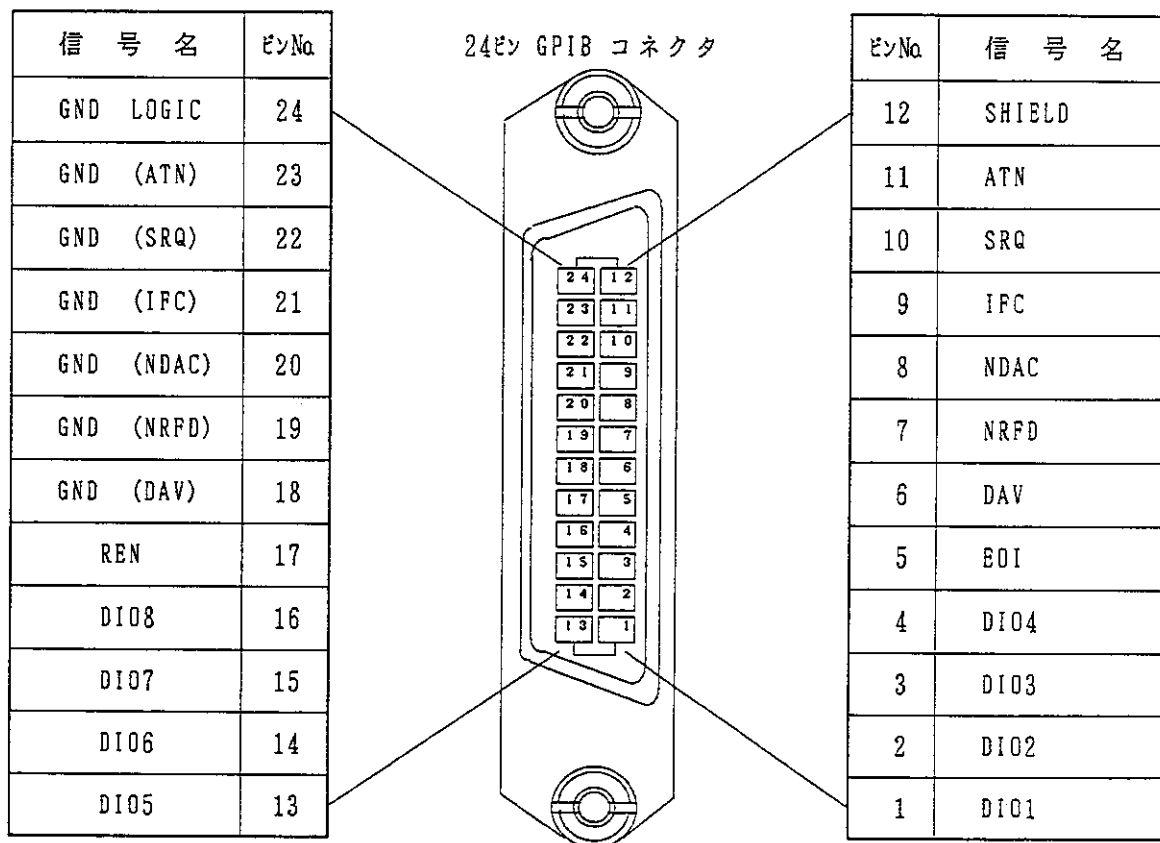 24ピン GPIB コネクタ
信号名 ピンNo.
GND LOGIC 24
GND (ATN) 23
GND (SRQ) 22
GND (IFC) 21
GND (NDAC) 20
GND (NRFD) 19
GND (DAV) 18
REN 17
DIO8 16
DIO7 15
DIO6 14
DIO5 13
24 12
23 11
22 10
21 9
20 8
19 7
18 6
17 5
16 4
15 3
14 2
13 1
ピンNo. 信号名
12 SHIELD
11 ATN
10 SRQ
9 IFC
8 NDAC
7 NRFD
6 DAV
5 EOI
4 DIO4
3 DIO3
2 DIO2
1 DIO1